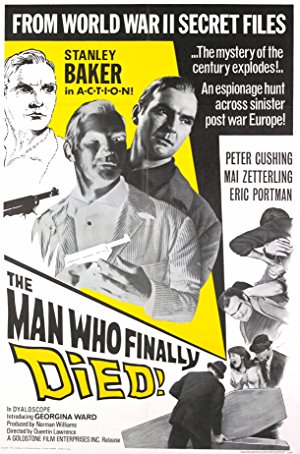 FROM WORLD WAR II SECRET FILES
STANLEY
BAKER
in A-C-T-I-O-N!
...The mystery of the
century explodes!..
An espionage hunt
across sinister
post war Europe!
PETER CUSHING
MAI ZETTERLING
ERIC PORTMAN
THE
MAN WHO FINALLY
DiED!
In DYALOSCOPE
Introducing GEORGINA WARD
Produced by Norman Williams
Directed by Quentin Lawrence
A GOLDSTONE FILM ENTERPRISES INC. Release